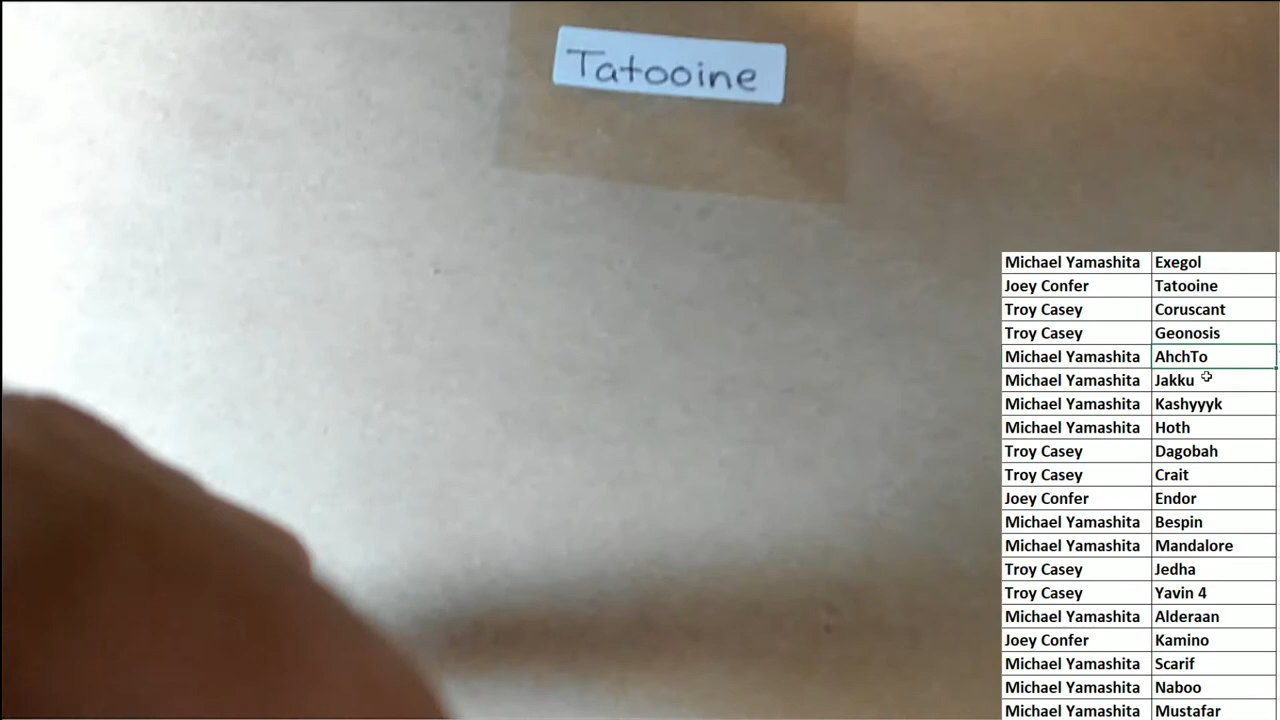 Tatooine
Michael Yamashita Exegol
Joey Confer Tatooine
Troy Casey Coruscant
Troy Casey Geonosis
Michael Yamashita AhchTo
Michael Yamashita Jakku
Michael Yamashita Kashyyyk
Michael Yamashita Hoth
Troy Casey Dagobah
Troy Casey Crait
Joey Confer Endor
Michael Yamashita Bespin
Michael Yamashita Mandalore
Troy Casey Jedha
Troy Casey Yavin 4
Michael Yamashita Alderaan
Joey Confer Kamino
Michael Yamashita Scarif
Michael Yamashita Naboo
Michael Yamashita Mustafar